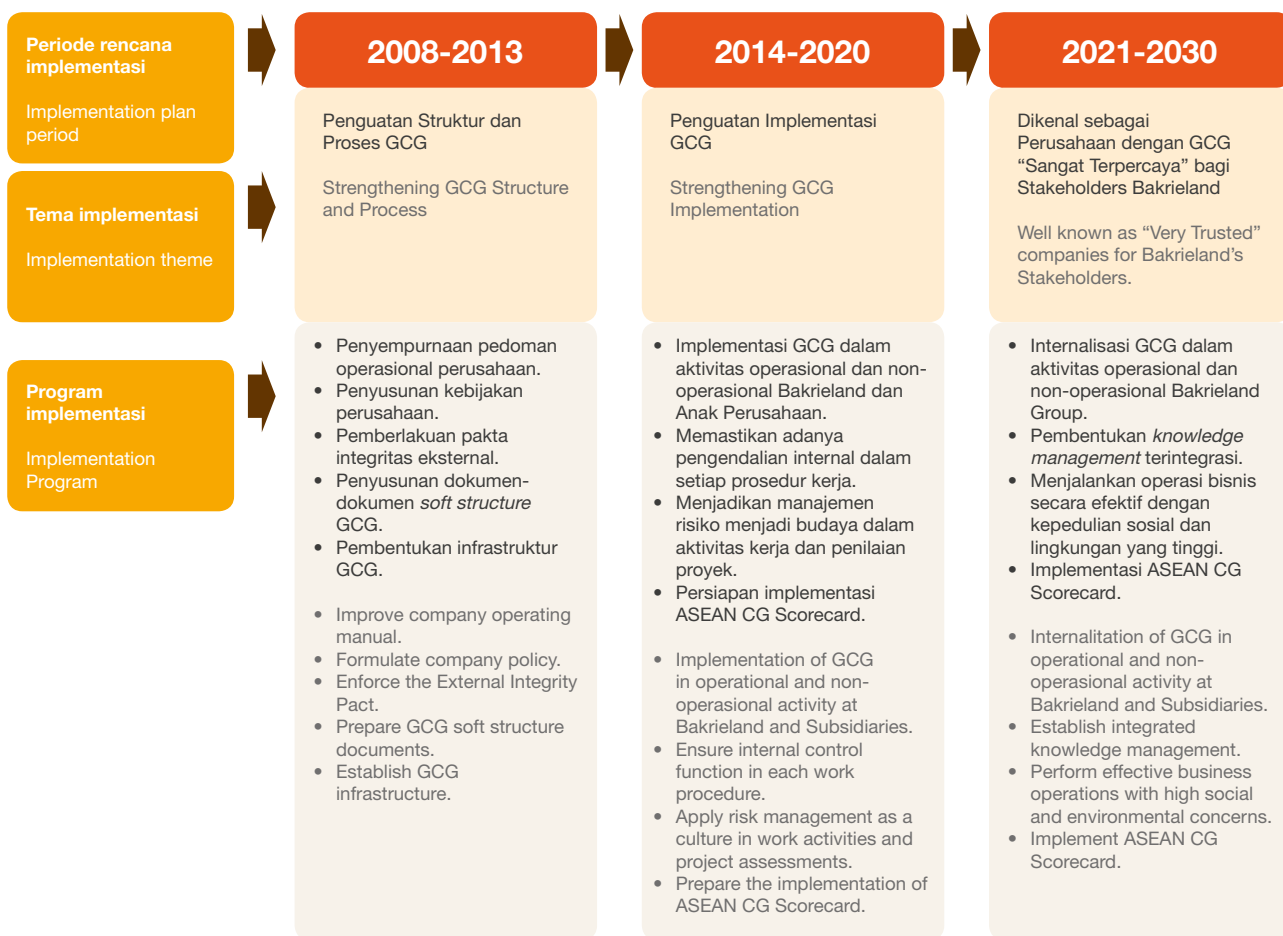 Periode rencana
implementasi
Implementation plan
period
2008-2013
2014-2020
2021-2030
Tema implementasi
Implementation theme
Penguatan Struktur dan
Proses GCG
Strengthening GCG Structure
and Process
Penguatan Implementasi
GCG
Strengthening GCG
Implementation
Dikenal sebagai
Perusahaan dengan GCG
“Sangat Terpercaya” bagi
Stakeholders Bakrieland
Well known as “Very Trusted”
companies for Bakrieland’s
Stakeholders.
Program
implementasi
Implementation
Program
• Penyempurnaan pedoman
operasional perusahaan.
• Penyusunan kebijakan
perusahaan.
• Pemberlakuan pakta
integritas eksternal.
• Penyusunan dokumen-
dokumen soft structure
GCG.
• Pembentukan infrastruktur
GCG.
• Improve company operating
manual.
• Formulate company policy.
• Enforce the External Integrity
Pact.
• Prepare GCG soft structure
documents.
• Establish GCG
infrastructure.
• Implementasi GCG dalam
aktivitas operasional dan non-
operasional Bakrieland dan
Anak Perusahaan.
• Memastikan adanya
pengendalian internal dalam
setiap prosedur kerja.
• Menjadikan manajemen
risiko menjadi budaya dalam
aktivitas kerja dan penilaian
proyek.
• Persiapan implementasi
ASEAN CG Scorecard.
• Implementation of GCG
in operational and non-
operasional activity at
Bakrieland and Subsidiaries.
• Ensure internal control
function in each work
procedure.
• Apply risk management as a
culture in work activities and
project assessments.
• Prepare the implementation of
ASEAN CG Scorecard.
• Internalisasi GCG dalam
aktivitas operasional dan
non-operasional Bakrieland
Group.
• Pembentukan knowledge
management terintegrasi.
• Menjalankan operasi bisnis
secara efektif dengan
kepedulian sosial dan
lingkungan yang tinggi.
• Implementasi ASEAN CG
Scorecard.
• Internalitation of GCG in
operational and non-
operasional activity at
Bakrieland and Subsidiaries.
• Establish integrated
knowledge management.
• Perform effective business
operations with high social
and environmental concerns.
• Implement ASEAN CG
Scorecard.